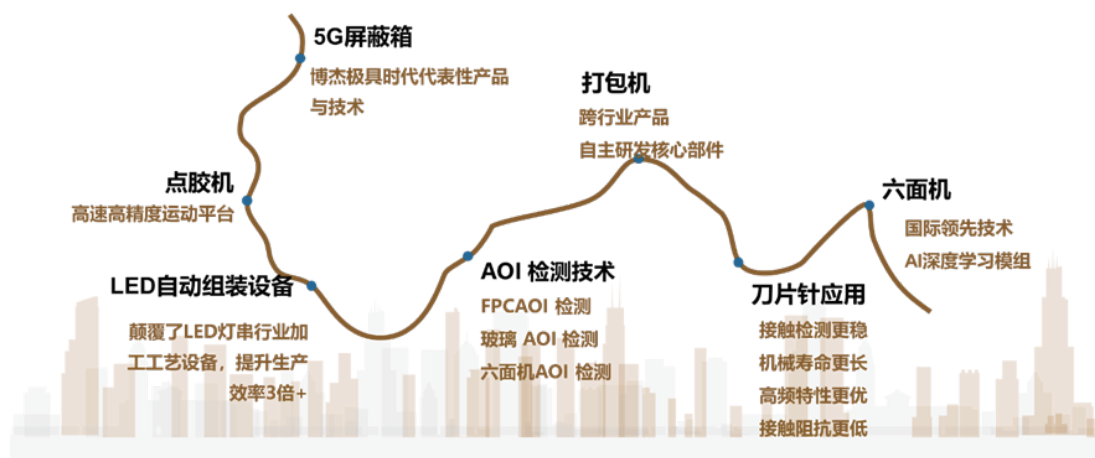 5G屏蔽箱
博杰极具时代代表性产品
与技术
点胶机
高速高精度运动平台
LED自动组装设备
颠覆了LED灯串行业加
工工艺设备，提升生产
效率3倍+
AOI 检测技术
FPCAOI 检测
玻璃 AOI 检测
六面机AOI 检测
打包机
跨行业产品
自主研发核心部件
刀片针应用
接触检测更稳
机械寿命更长
高频特性更优
接触阻抗更低
六面机
国际领先技术
AI深度学习模组